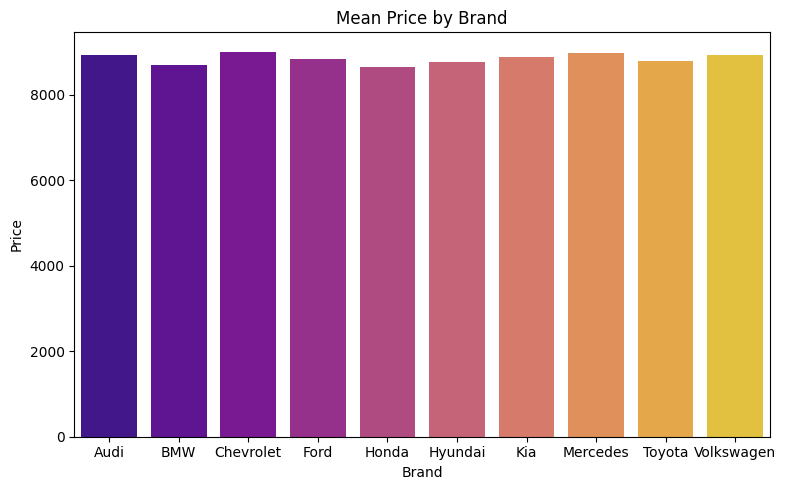 Mean Price by Brand
Price
8000
6000
4000
2000
0
Audi BMW Chevrolet Ford Honda Hyundai Kia Mercedes Toyota Volkswagen
Brand